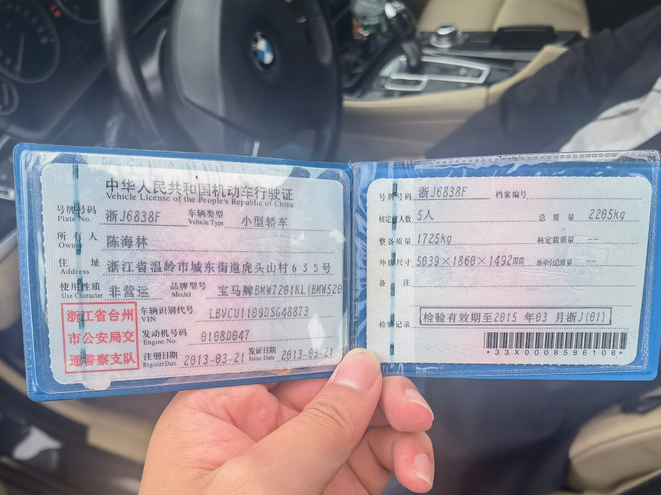 中华人民共和国机动车行驶证
Vehicle License of the People's Republic of China
号牌号码 浙J6838F 车辆类型 小型轿车
Plate No. Vehicle Type
所有人 陈海林
Owner
住址 浙江省温岭市城东街道虎头山村635号
Address
使用性质 非营运 品牌型号 宝马牌BMW7201KL(BMW520
Use Character Model
浙江省台州
市公安局交
通警察支队
车辆识别代号 LBVCU1109DSG48873
VIN
发动机号码 0108D047
Engine No.
注册日期 2013-03-21 发证日期 2013-03-21
Register Date Issue Date
号牌号码 浙J6838F 档案编号
核定载人数 5人 总质量 2205kg
整备质量 1725kg 核定载质量 --
外廓尺寸 5039×1860×1492mm 准牵引总质量 --
备注
检验记录 检验有效期至2015年03月浙J(01)
*33X0008586106*
BMW